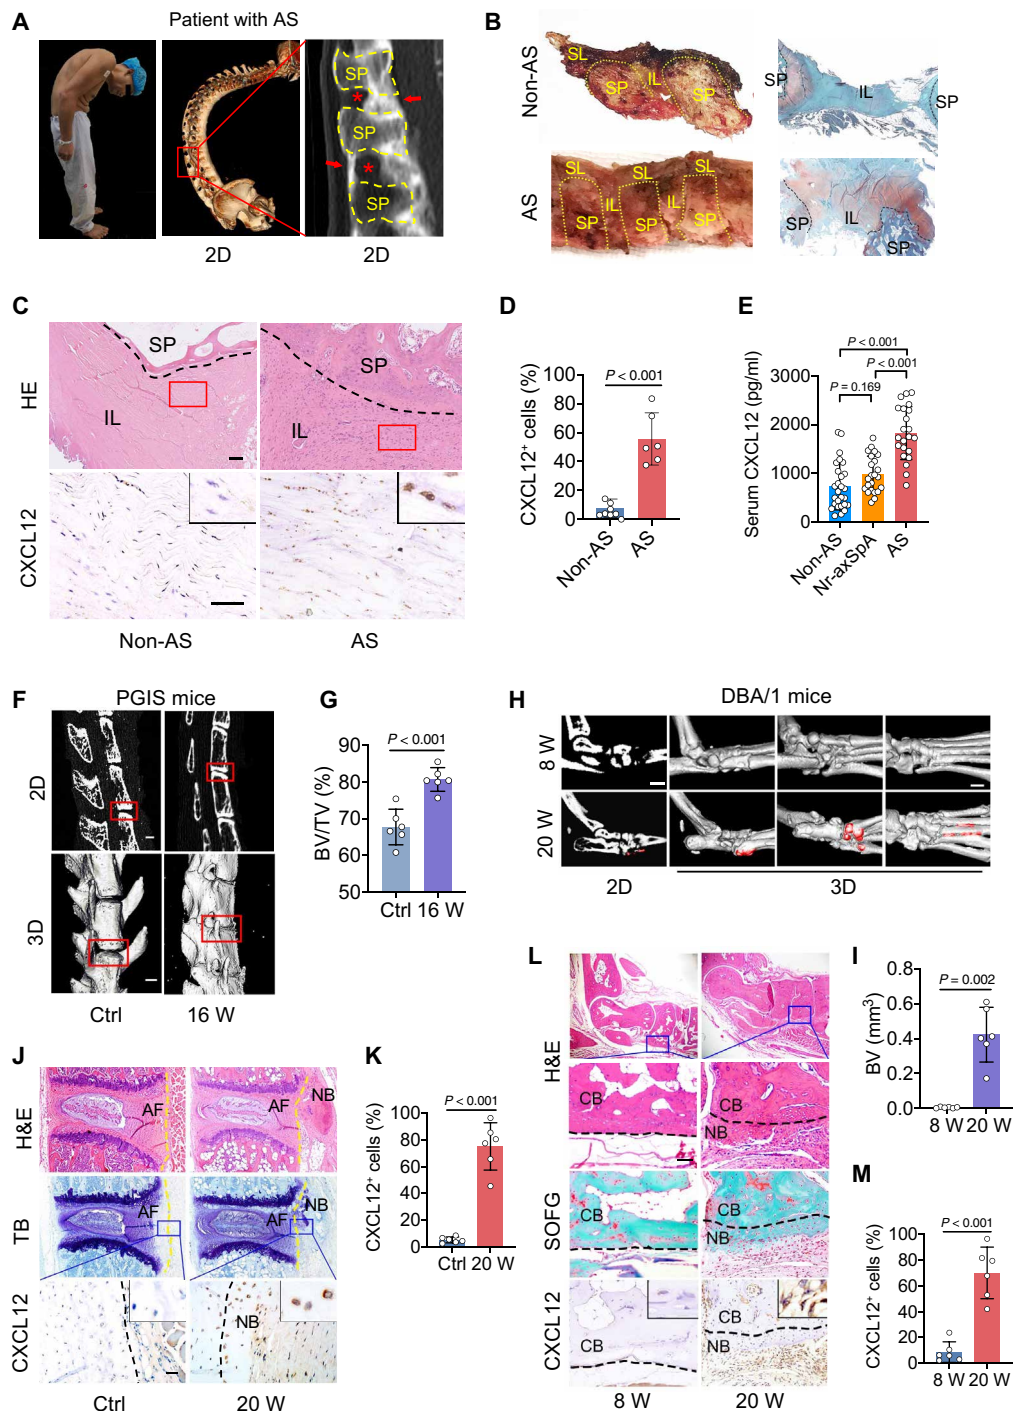 A
Patient with AS
SP
*
SP
*
SP
2D
2D
B
Non-AS
SL
IL
SP
SP
SP
IL
SP
AS
SL
SL
SL
IL
IL
SP
SP
SP
SP
IL
SP
C
HE
SP
IL
SP
IL
CXCL12
Non-AS
AS
D
CXCL12⁺ cells (%)
P < 0.001
100
80
60
40
20
0
Non-AS
AS
E
Serum CXCL12 (pg/ml)
P < 0.001
P < 0.001
P = 0.169
3000
2000
1000
0
Non-AS
Nr-axSpA
AS
F
PGIS mice
2D
3D
Ctrl
16 W
G
BV/TV (%)
P < 0.001
90
80
70
60
50
Ctrl 16 W
H
DBA/1 mice
8 W
20 W
2D
3D
I
BV (mm³)
P = 0.002
0.6
0.4
0.2
0.0
8 W 20 W
J
H&E
AF
AF
NB
TB
AF
AF
NB
CXCL12
NB
Ctrl
20 W
K
CXCL12⁺ cells (%)
P < 0.001
100
80
60
40
20
0
Ctrl 20 W
L
H&E
CB
CB
NB
SOFG
CB
CB
NB
CXCL12
CB
CB
NB
8 W
20 W
M
CXCL12⁺ cells (%)
P < 0.001
100
80
60
40
20
0
8 W 20 W